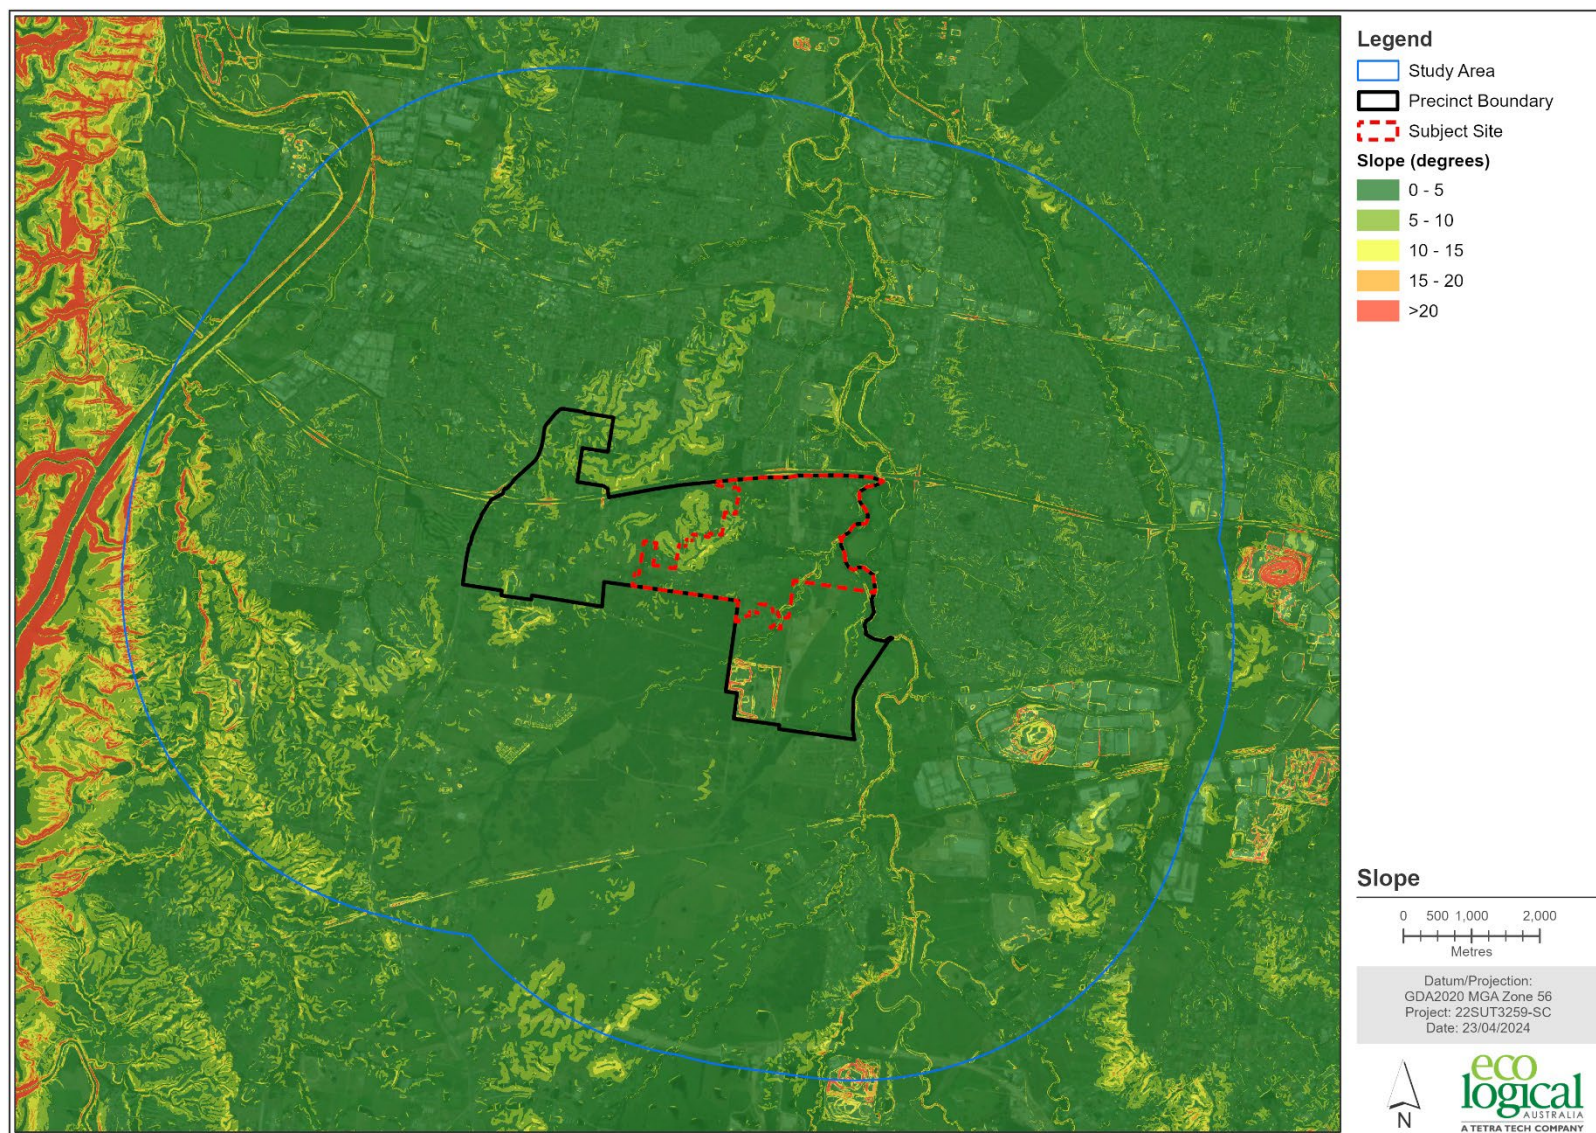 Legend
Study Area
Precinct Boundary
Subject Site
Slope (degrees)
0 - 5
5 - 10
10 - 15
15 - 20
>20
Slope
0 500 1,000 2,000
Metres
Datum/Projection:
GDA2020 MGA Zone 56
Project: 22SUT3259-SC
Date: 23/04/2024
N
eco
logical
AUSTRALIA
A TETRA TECH COMPANY